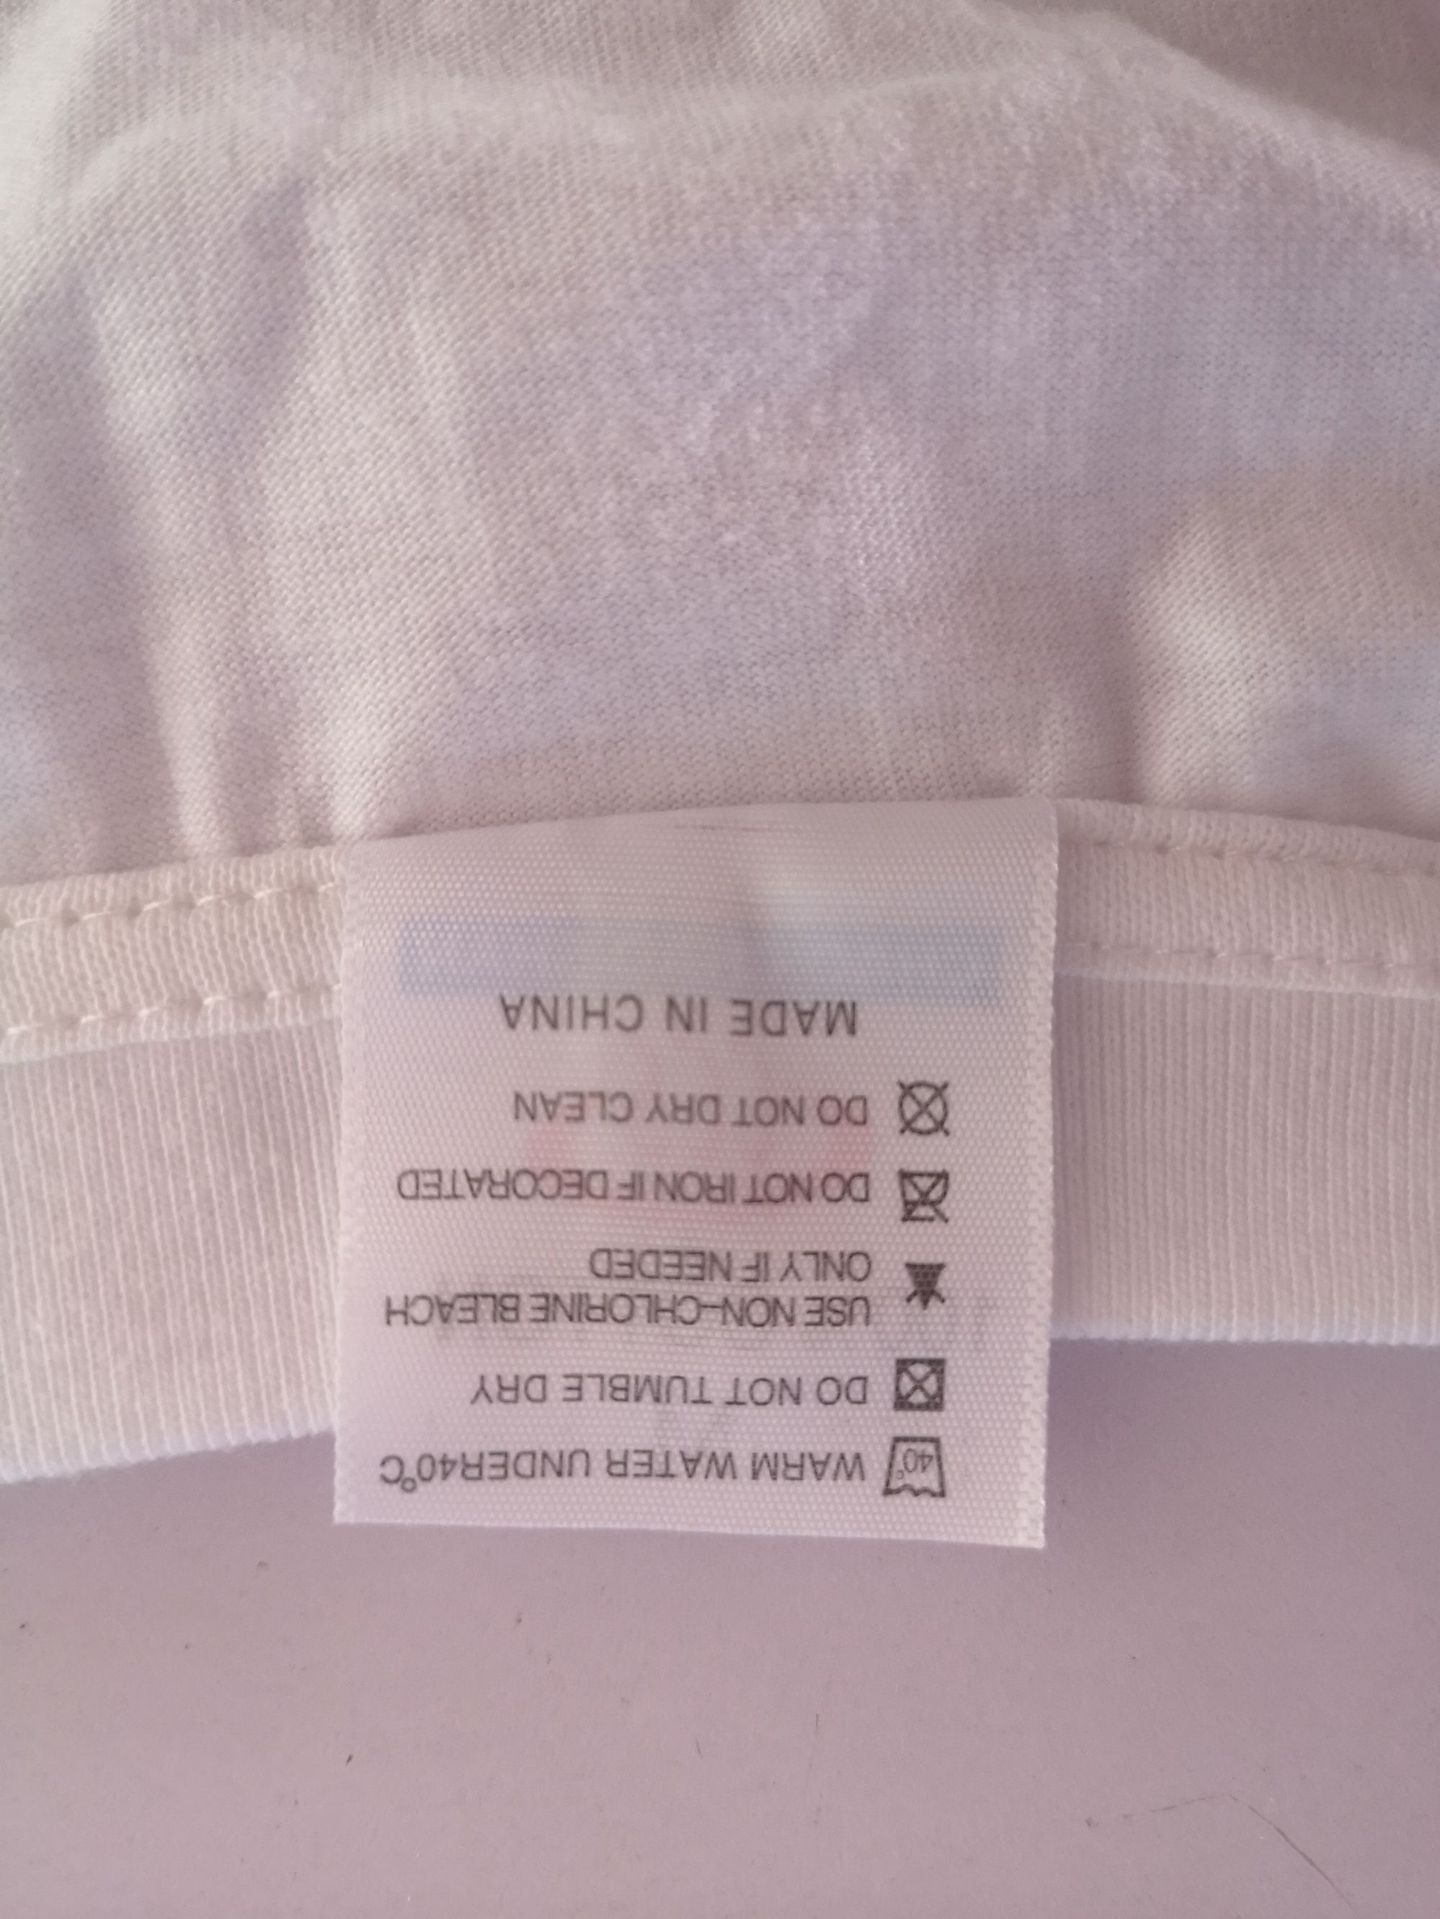 WARM WATER UNDER40°C
DO NOT TUMBLE DRY
USE NON-CHLORINE BLEACH
ONLY IF NEEDED
DO NOT IRON IF DECORATED
DO NOT DRY CLEAN
MADE IN CHINA